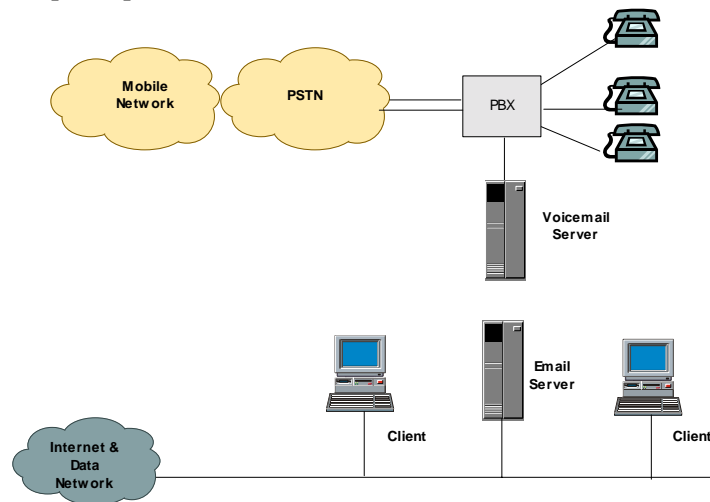 Mobile
Network
PSTN
PBX
Voicemail
Server
Email
Server
Client
Client
Internet &
Data
Network